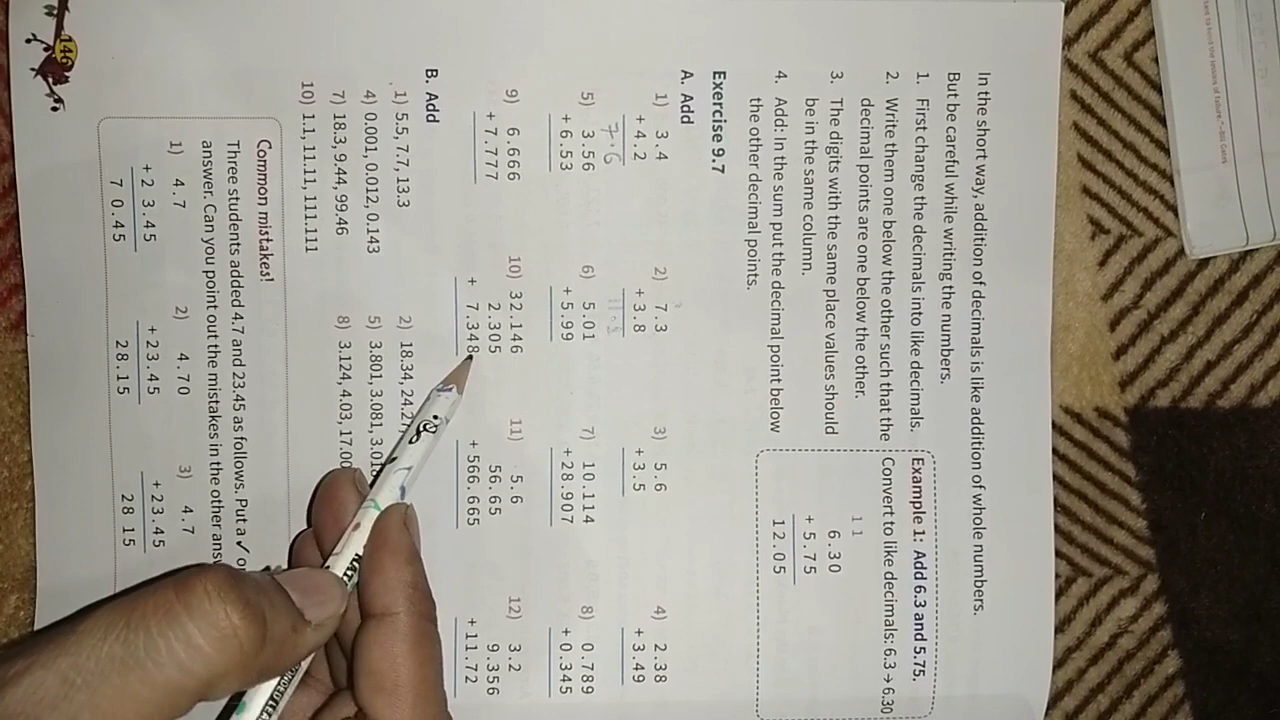 In the short way, addition of decimals is like addition of whole numbers.
But be careful while writing the numbers.
1. First change the decimals into like decimals.
2. Write them one below the other such that the
decimal points are one below the other.
3. The digits with the same place values should
be in the same column.
4. Add: In the sum put the decimal point below
the other decimal points.
Example 1: Add 6.3 and 5.75.
Convert to like decimals: 6.3 → 6.30
1 1
6.30
+ 5.75
12.05
Exercise 9.7
A. Add
1) 3.4 2) 7.3 3) 5.6 4) 2.38
+ 4.2 + 3.8 + 3.5 + 3.49
7.6
5) 3.56 6) 5.01 7) 10.114 8) 0.789
+ 6.53 + 5.99 + 28.907 + 0.345
9) 6.666 10) 32.146 11) 5.6 12) 3.2
+ 7.777 2.305 56.65 9.356
+ 7.348 + 566.665 + 11.72
B. Add
1) 5.5, 7.7, 13.3 2) 18.34,
4) 0.001, 0.012, 0.143 5) 3.801, 3.081,
7) 18.3, 9.44, 99.46 8) 3.124, 4.03,
10) 1.1, 11.11, 111.111
Common mistakes!
Three students added 4.7 and 23.45 as follows. Put a ✓
answer. Can you point out the mistakes in the other
1) 4.7 2) 4.70 3) 4.7
+ 2 3.45 + 23.45 + 23.45
7 0.45 28.15 28 15
146